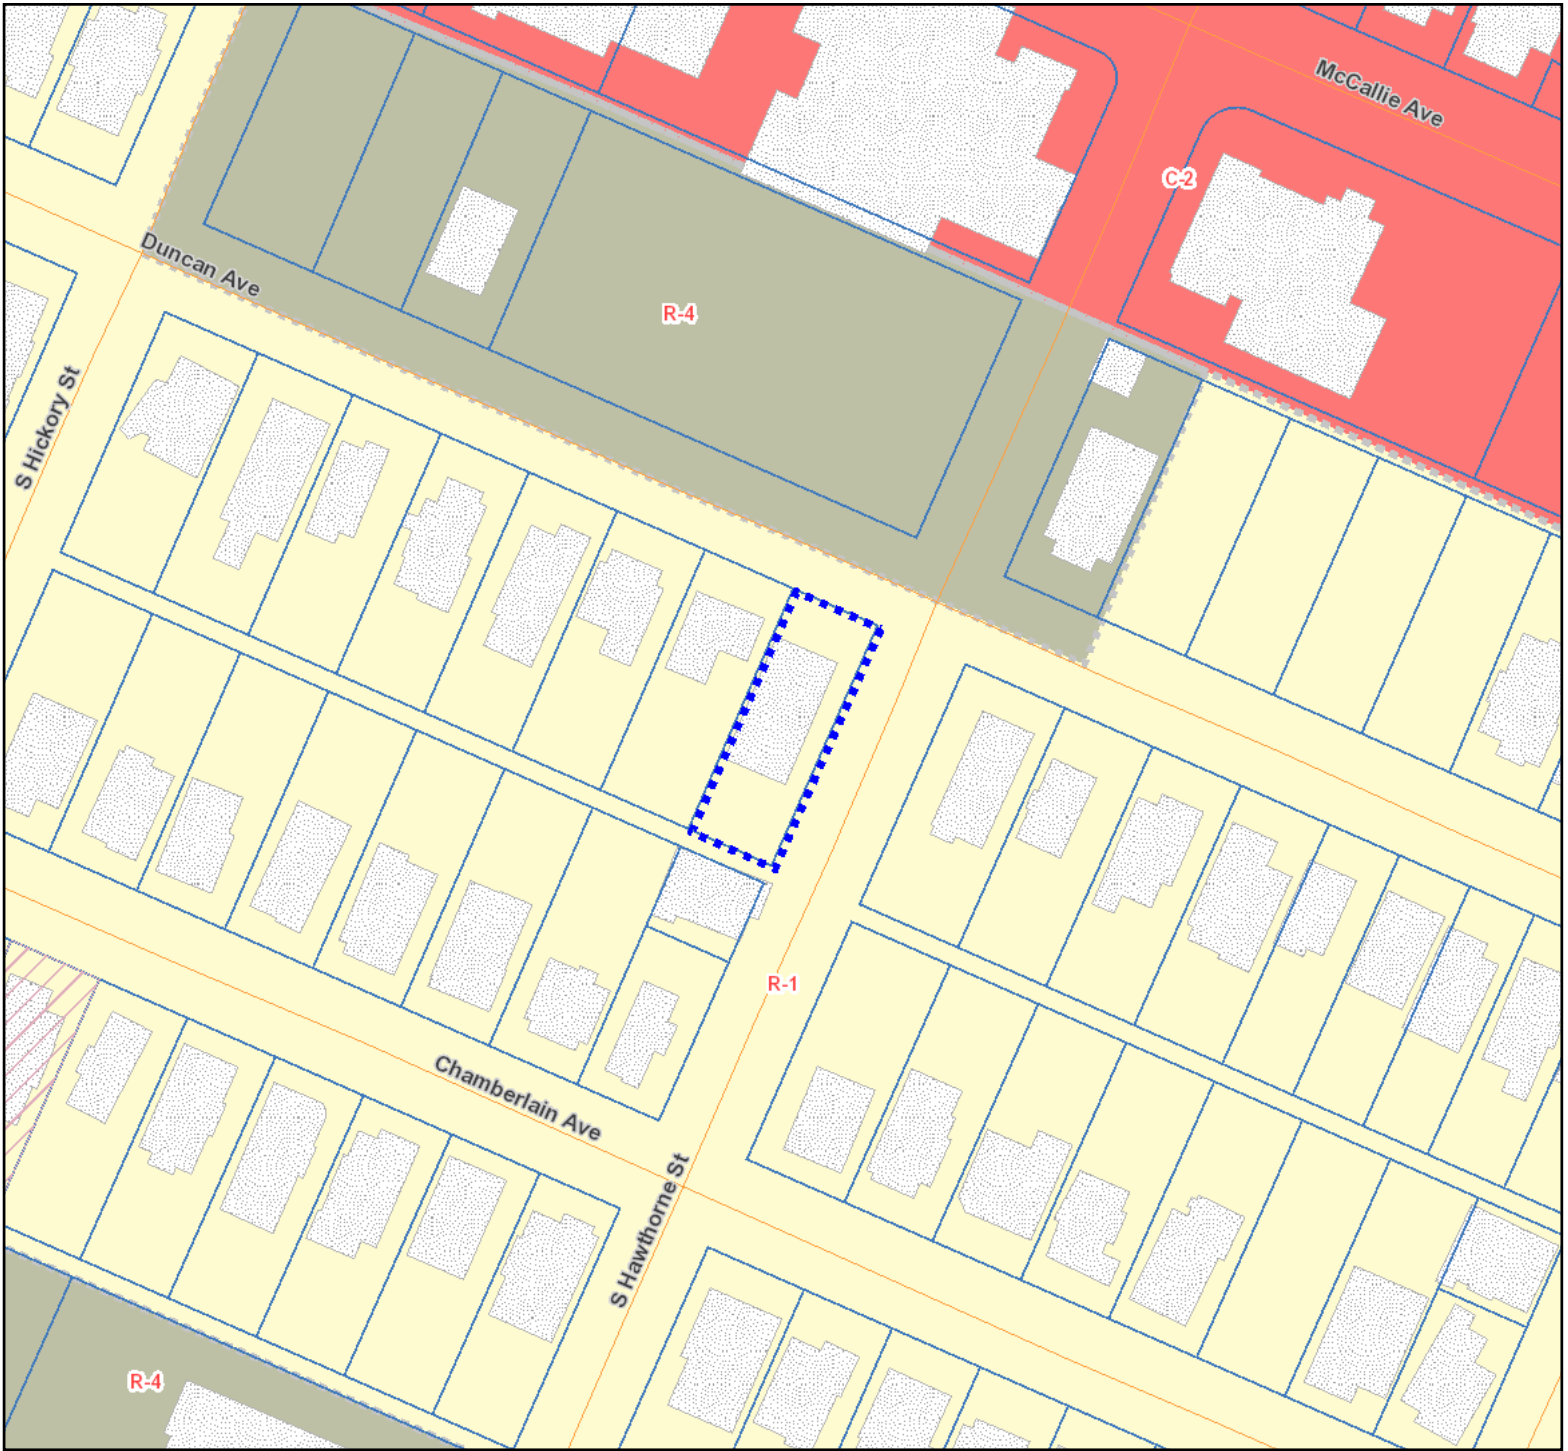 McCallie Ave
C-2
Duncan Ave
R-4
S Hickory St
R-1
Chamberlain Ave
S Hawthorne St
R-4